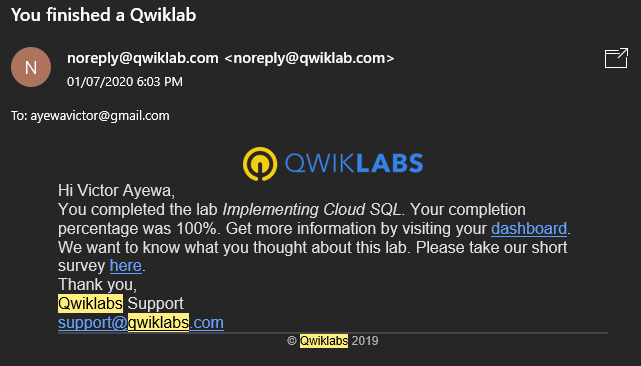 You finished a Qwiklab
N
noreply@qwiklab.com <noreply@qwiklab.com>
01/07/2020 6:03 PM
To: ayewavictor@gmail.com
QWIKLABS
Hi Victor Ayewa,
You completed the lab Implementing Cloud SQL. Your completion
percentage was 100%. Get more information by visiting your dashboard.
We want to know what you thought about this lab. Please take our short
survey here.
Thank you,
Qwiklabs Support
support@qwiklabs.com
© Qwiklabs 2019